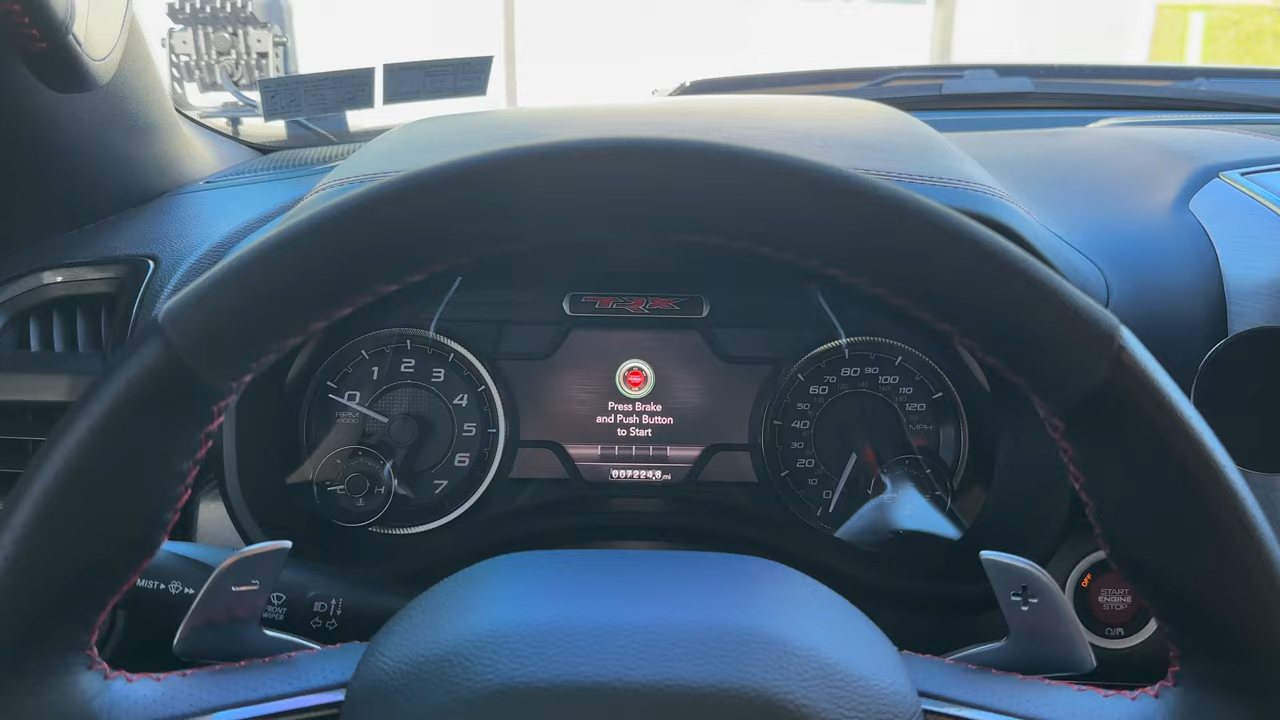 TRX
0
1
2
3
4
5
6
7
RPM
x1000
H
Press Brake
and Push Button
to Start
007224.8 mi
0
20
30
40
50
60
70
80
90
100
110
120
MPH
MIST
FRONT
WIPER
−
+
OFF
START
ENGINE
STOP